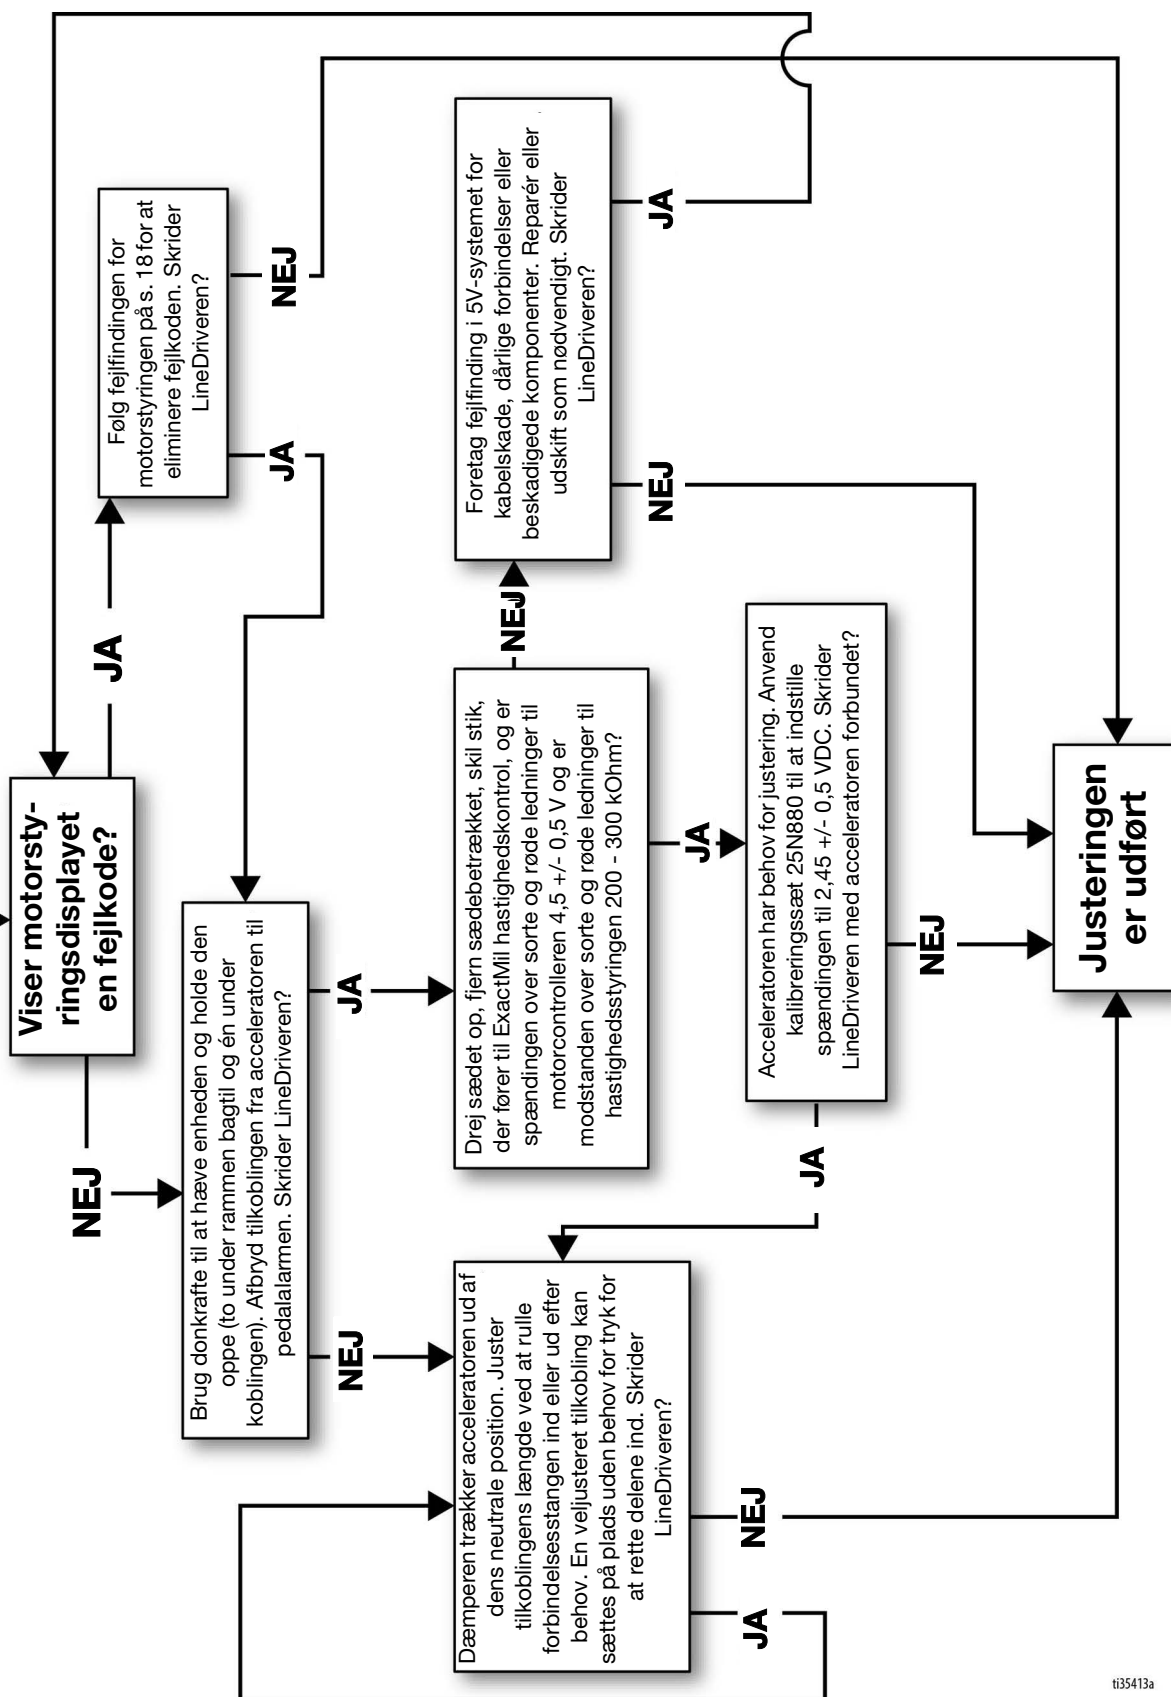 Viser motorsty-
ringsdisplayet
en fejlkode?
NEJ
JA
Følg fejlfindingen for
motorstyringen på s. 18 for at
eliminere fejlkoden. Skrider
LineDriveren?
JA
NEJ
Brug donkrafte til at hæve enheden og holde den
oppe (to under rammen bagtil og én under
koblingen). Afbryd tilkoblingen fra acceleratoren til
pedalalarmen. Skrider LineDriveren?
NEJ
JA
Drej sædet op, fjern sædebetrækket, skil stik,
der fører til ExactMil hastighedskontrol, og er
spændingen over sorte og røde ledninger til
motorcontrolleren 4,5 +/- 0,5 V og er
modstanden over sorte og røde ledninger til
hastighedsstyringen 200 - 300 kOhm?
NEJ
JA
Foretag fejlfinding i 5V-systemet for
kabelskade, dårlige forbindelser eller
beskadigede komponenter. Reparér eller
udskift som nødvendigt. Skrider
LineDriveren?
NEJ
JA
Dæmperen trækker acceleratoren ud af
dens neutrale position. Juster
tilkoblingens længde ved at rulle
forbindelsesstangen ind eller ud efter
behov. En veljusteret tilkobling kan
sættes på plads uden behov for tryk for
at rette delene ind. Skrider
LineDriveren?
JA
NEJ
Acceleratoren har behov for justering. Anvend
kalibreringssæt 25N880 til at indstille
spændingen til 2,45 +/- 0,5 VDC. Skrider
LineDriveren med acceleratoren forbundet?
JA
NEJ
Justeringen
er udført
ti35413a